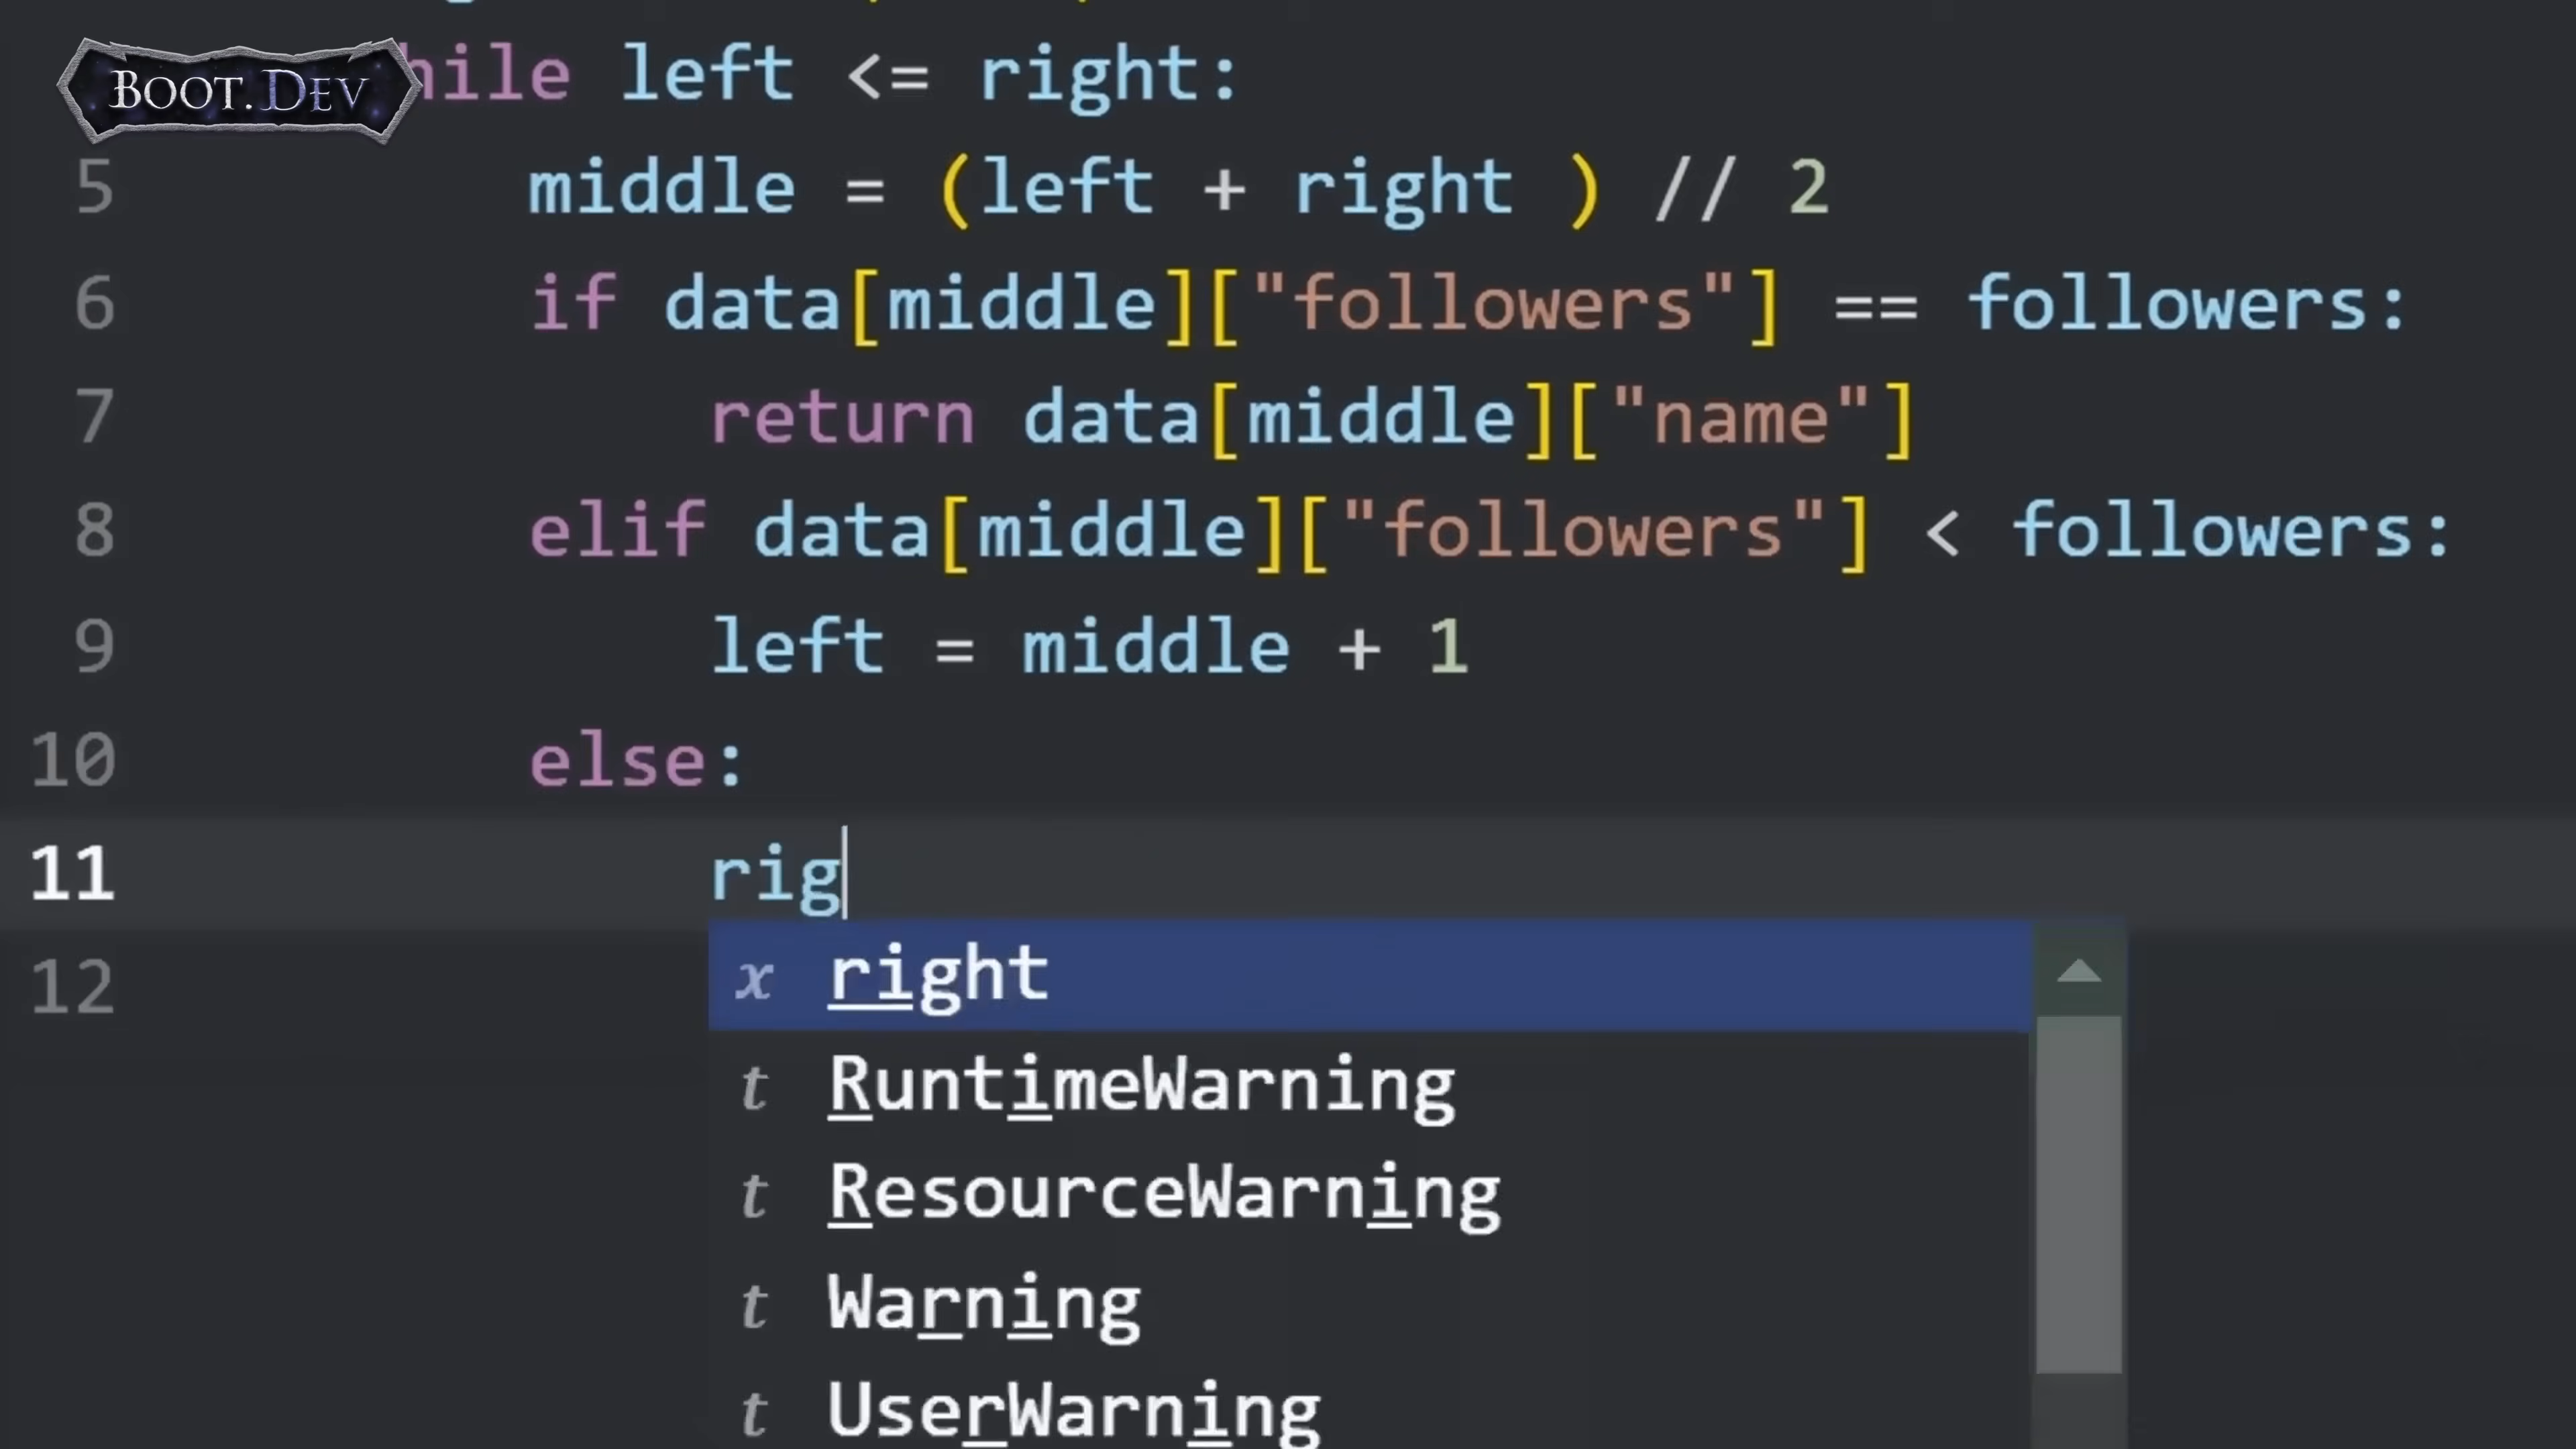 BOOT.DEV
hile left <= right:
5 middle = (left + right ) // 2
6 if data[middle]["followers"] == followers:
7 return data[middle]["name"]
8 elif data[middle]["followers"] < followers:
9 left = middle + 1
10 else:
11 rig
12
x right
t RuntimeWarning
t ResourceWarning
t Warning
t UserWarning